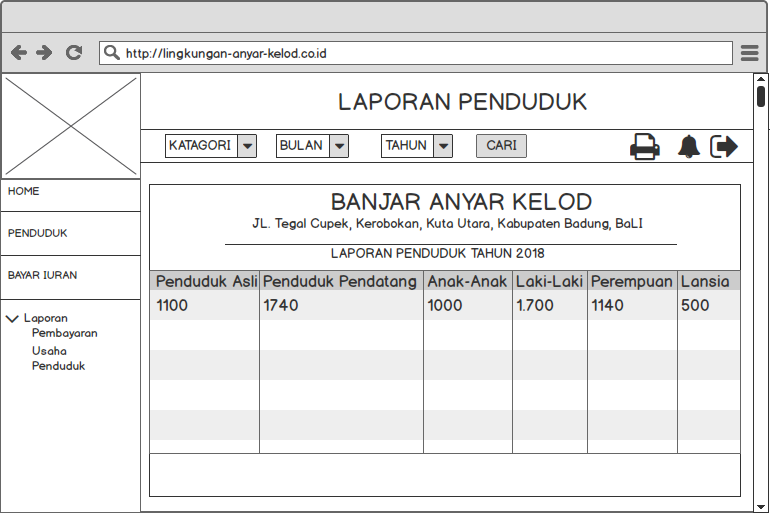 http://lingkungan-anyar-kelod.co.id
LAPORAN PENDUDUK
KATAGORI BULAN TAHUN CARI
HOME
PENDUDUK
BAYAR IURAN
Laporan
Pembayaran
Usaha
Penduduk
BANJAR ANYAR KELOD
JL. Tegal Cupek, Kerobokan, Kuta Utara, Kabupaten Badung, BaLI
LAPORAN PENDUDUK TAHUN 2018
Penduduk Asli Penduduk Pendatang Anak-Anak Laki-Laki Perempuan Lansia
1100 1740 1000 1.700 1140 500